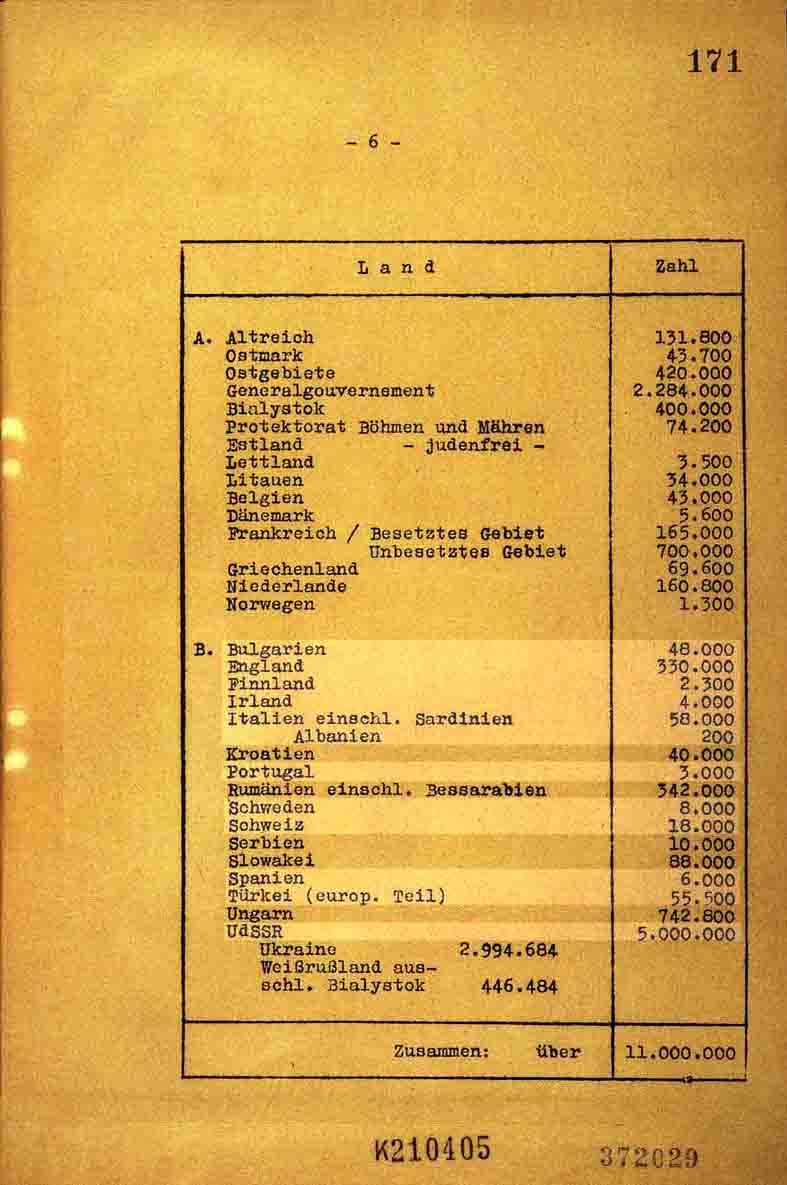 171
- 6 -
L a n d Zahl
A. Altreich 131.800
Ostmark 43.700
Ostgebiete 420.000
Generalgouvernement 2.284.000
Bialystok 400.000
Protektorat Böhmen und Mähren 74.200
Estland - judenfrei -
Lettland 3.500
Litauen 34.000
Belgien 43.000
Dänemark 5.600
Frankreich / Besetztes Gebiet 165.000
Unbesetztes Gebiet 700.000
Griechenland 69.600
Niederlande 160.800
Norwegen 1.300
B. Bulgarien 48.000
England 330.000
Finnland 2.300
Irland 4.000
Italien einschl. Sardinien 58.000
Albanien 200
Kroatien 40.000
Portugal 3.000
Rumänien einschl. Bessarabien 342.000
Schweden 8.000
Schweiz 18.000
Serbien 10.000
Slowakei 88.000
Spanien 6.000
Türkei (europ. Teil) 55.500
Ungarn 742.800
UdSSR 5.000.000
Ukraine 2.994.684
Weißrußland aus-
schl. Bialystok 446.484
Zusammen: über 11.000.000
K210405
372029